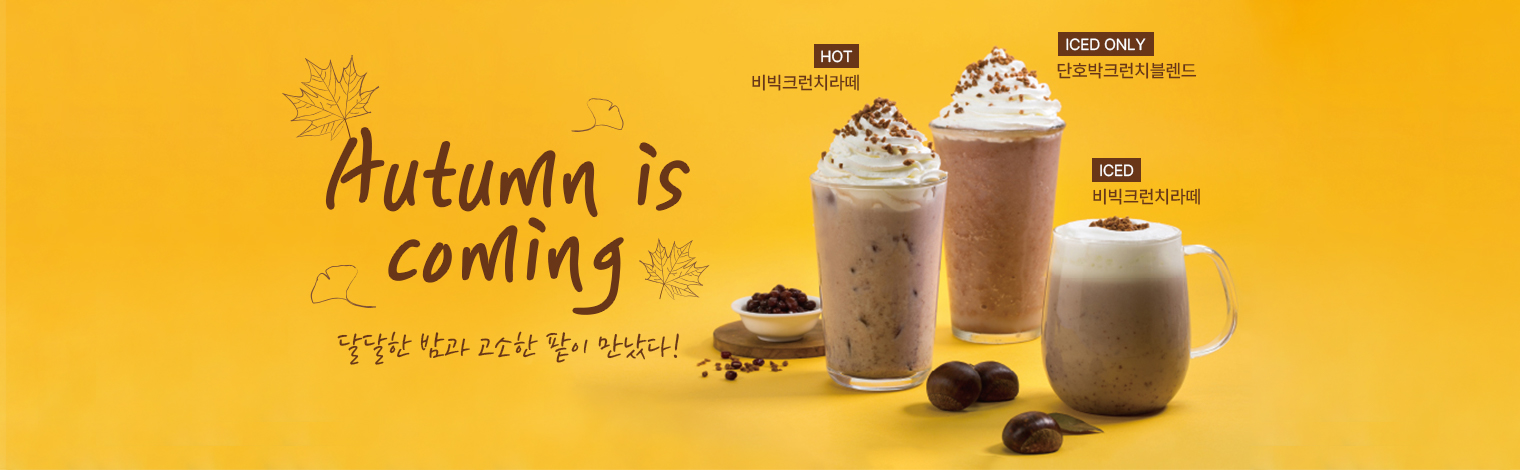 Autumn is
coming
달달한 밤과 고소한 팥이 만났다!
HOT
비빅크런치라떼
ICED ONLY
단호박크런치블렌드
ICED
비빅크런치라떼